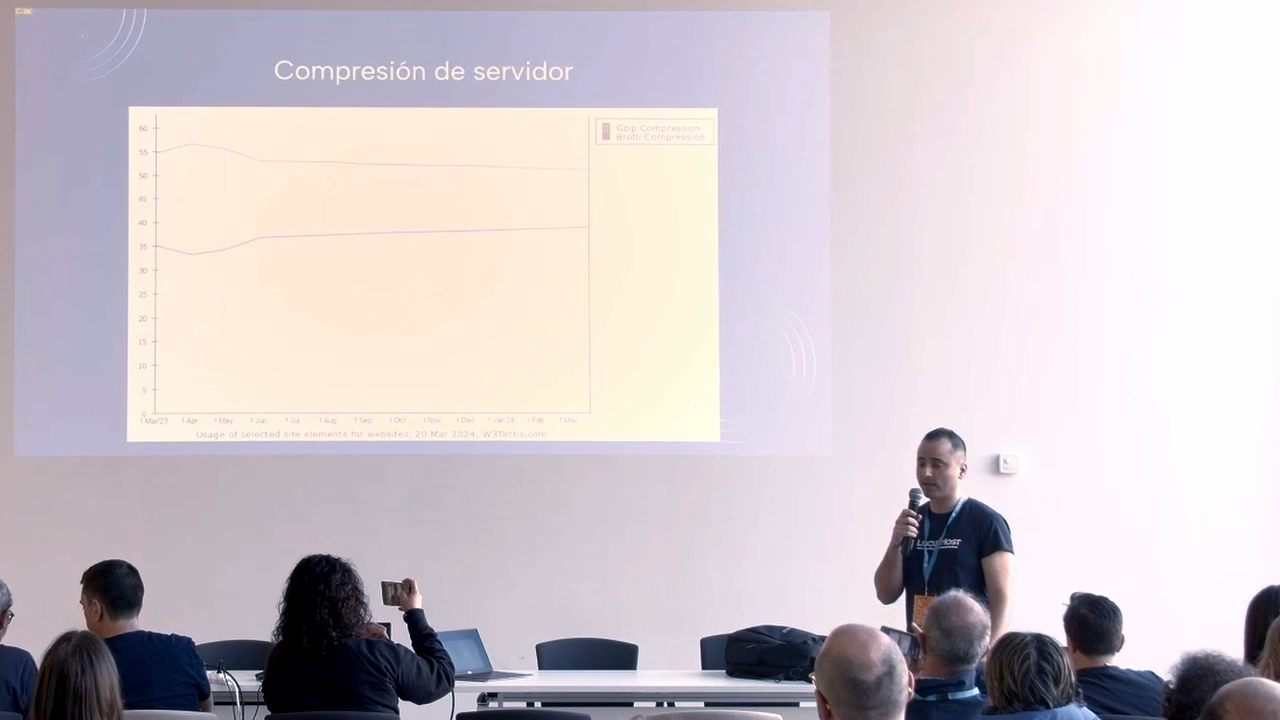 Compresión de servidor
Gzip Compression
Brotli Compression
60
55
50
45
40
35
30
25
20
15
10
5
0
1 Mar'23 1 Apr 1 May 1 Jun 1 Jul 1 Aug 1 Sep 1 Oct 1 Nov 1 Dec 1 Jan'24 1 Feb 1 Mar
Usage of selected site elements for websites, 20 Mar 2024, W3Techs.com